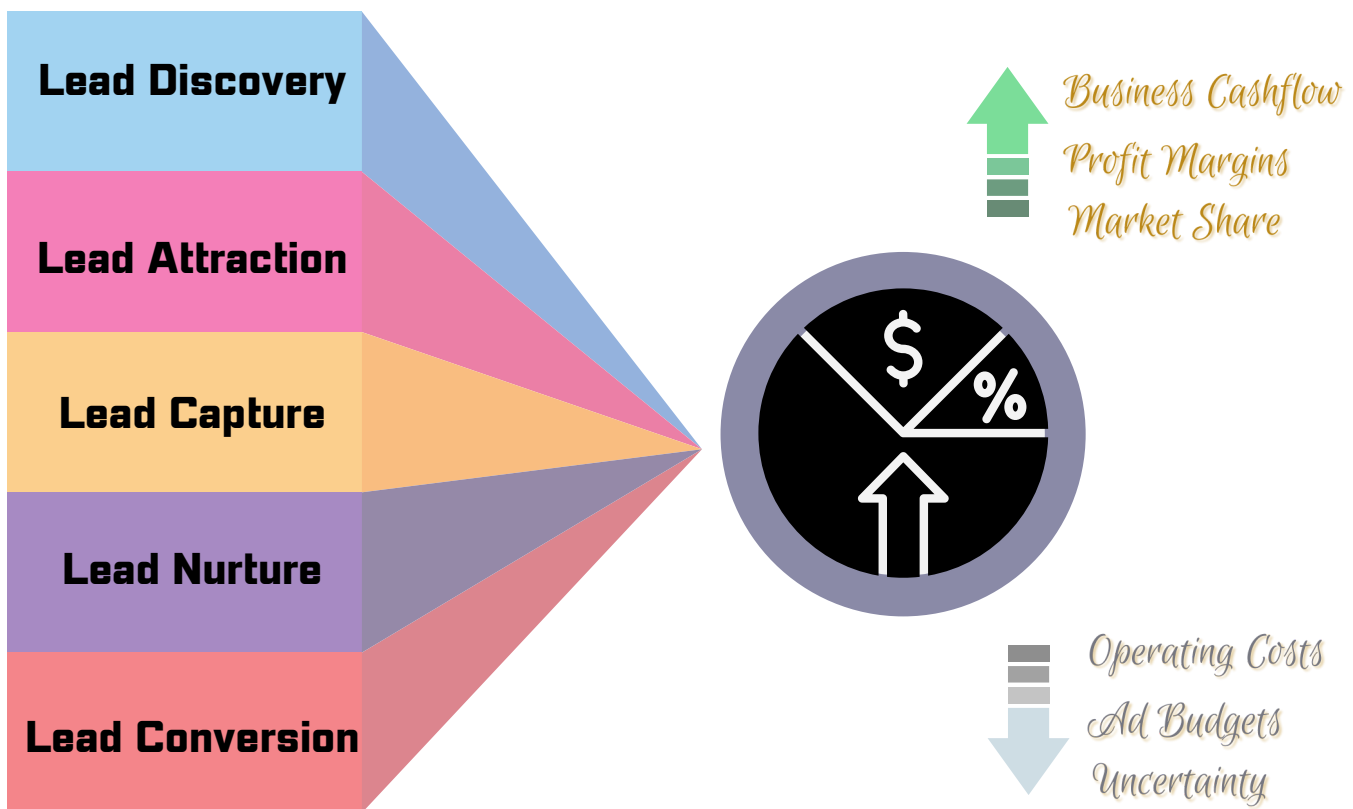 Lead Discovery
Lead Attraction
Lead Capture
Lead Nurture
Lead Conversion
$
%
Business Cashflow
Profit Margins
Market Share
Operating Costs
Ad Budgets
Uncertainty